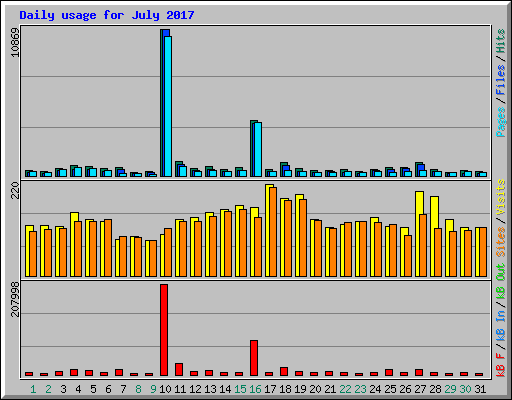 Daily usage for July 2017
10869
Pages / Files / Hits
220
Sites / Visits
207998
kB F / kB In / kB Out
1 2 3 4 5 6 7 8 9 10 11 12 13 14 15 16 17 18 19 20 21 22 23 24 25 26 27 28 29 30 31